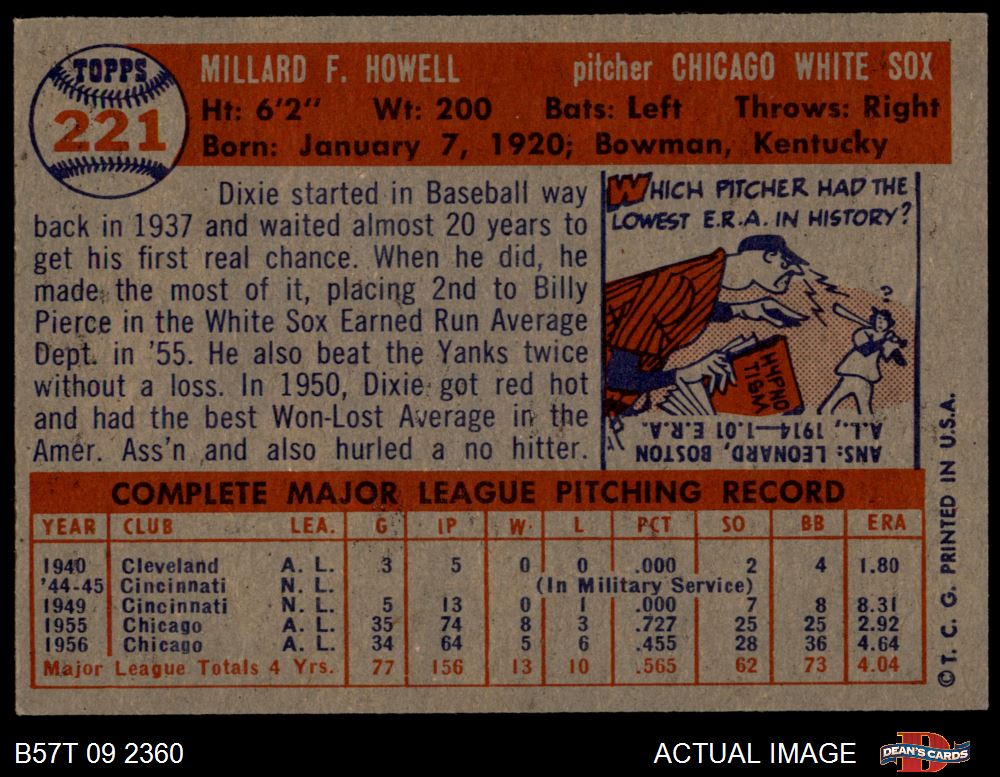 TOPPS
221
MILLARD F. HOWELL pitcher CHICAGO WHITE SOX
Ht: 6'2" Wt: 200 Bats: Left Throws: Right
Born: January 7, 1920; Bowman, Kentucky
Dixie started in Baseball way
back in 1937 and waited almost 20 years to
get his first real chance. When he did, he
made the most of it, placing 2nd to Billy
Pierce in the White Sox Earned Run Average
Dept. in '55. He also beat the Yanks twice
without a loss. In 1950, Dixie got red hot
and had the best Won-Lost Average in the
Amer. Ass'n and also hurled a no hitter.
WHICH PITCHER HAD THE
LOWEST E.R.A. IN HISTORY?
?
HYPNO
TISM
ANS: LEONARD, BOSTON
A.L., 1914—1.01 E.R.A.
COMPLETE MAJOR LEAGUE PITCHING RECORD
YEAR CLUB LEA. G IP W L PCT SO BB ERA
1940 Cleveland A. L. 3 5 0 0 .000 2 4 1.80
'44-45 Cincinnati N. L. (In Military Service)
1949 Cincinnati N. L. 5 13 0 1 .000 7 8 8.31
1955 Chicago A. L. 35 74 8 3 .727 25 25 2.92
1956 Chicago A. L. 34 64 5 6 .455 28 36 4.64
Major League Totals 4 Yrs. 77 156 13 10 .565 62 73 4.04
©T. C. G. PRINTED IN U.S.A.
B57T 09 2360 ACTUAL IMAGE
D
DEAN'S CARDS